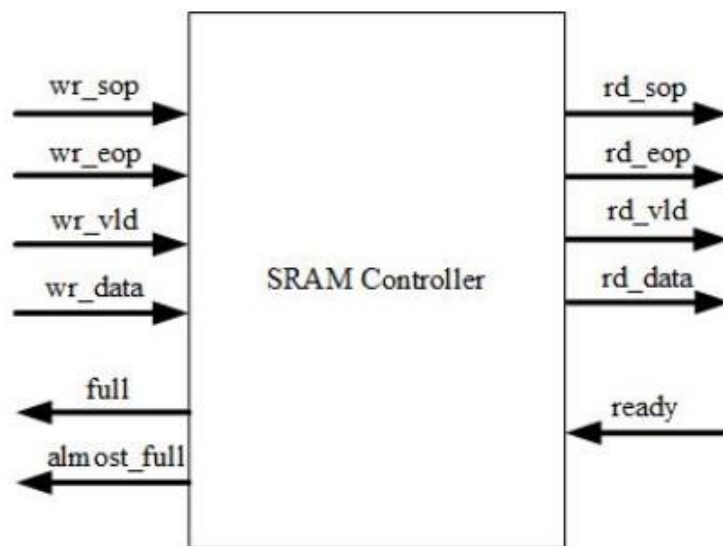 wr_sop
wr_eop
wr_vld
wr_data
full
almost_full
SRAM Controller
rd_sop
rd_eop
rd_vld
rd_data
ready